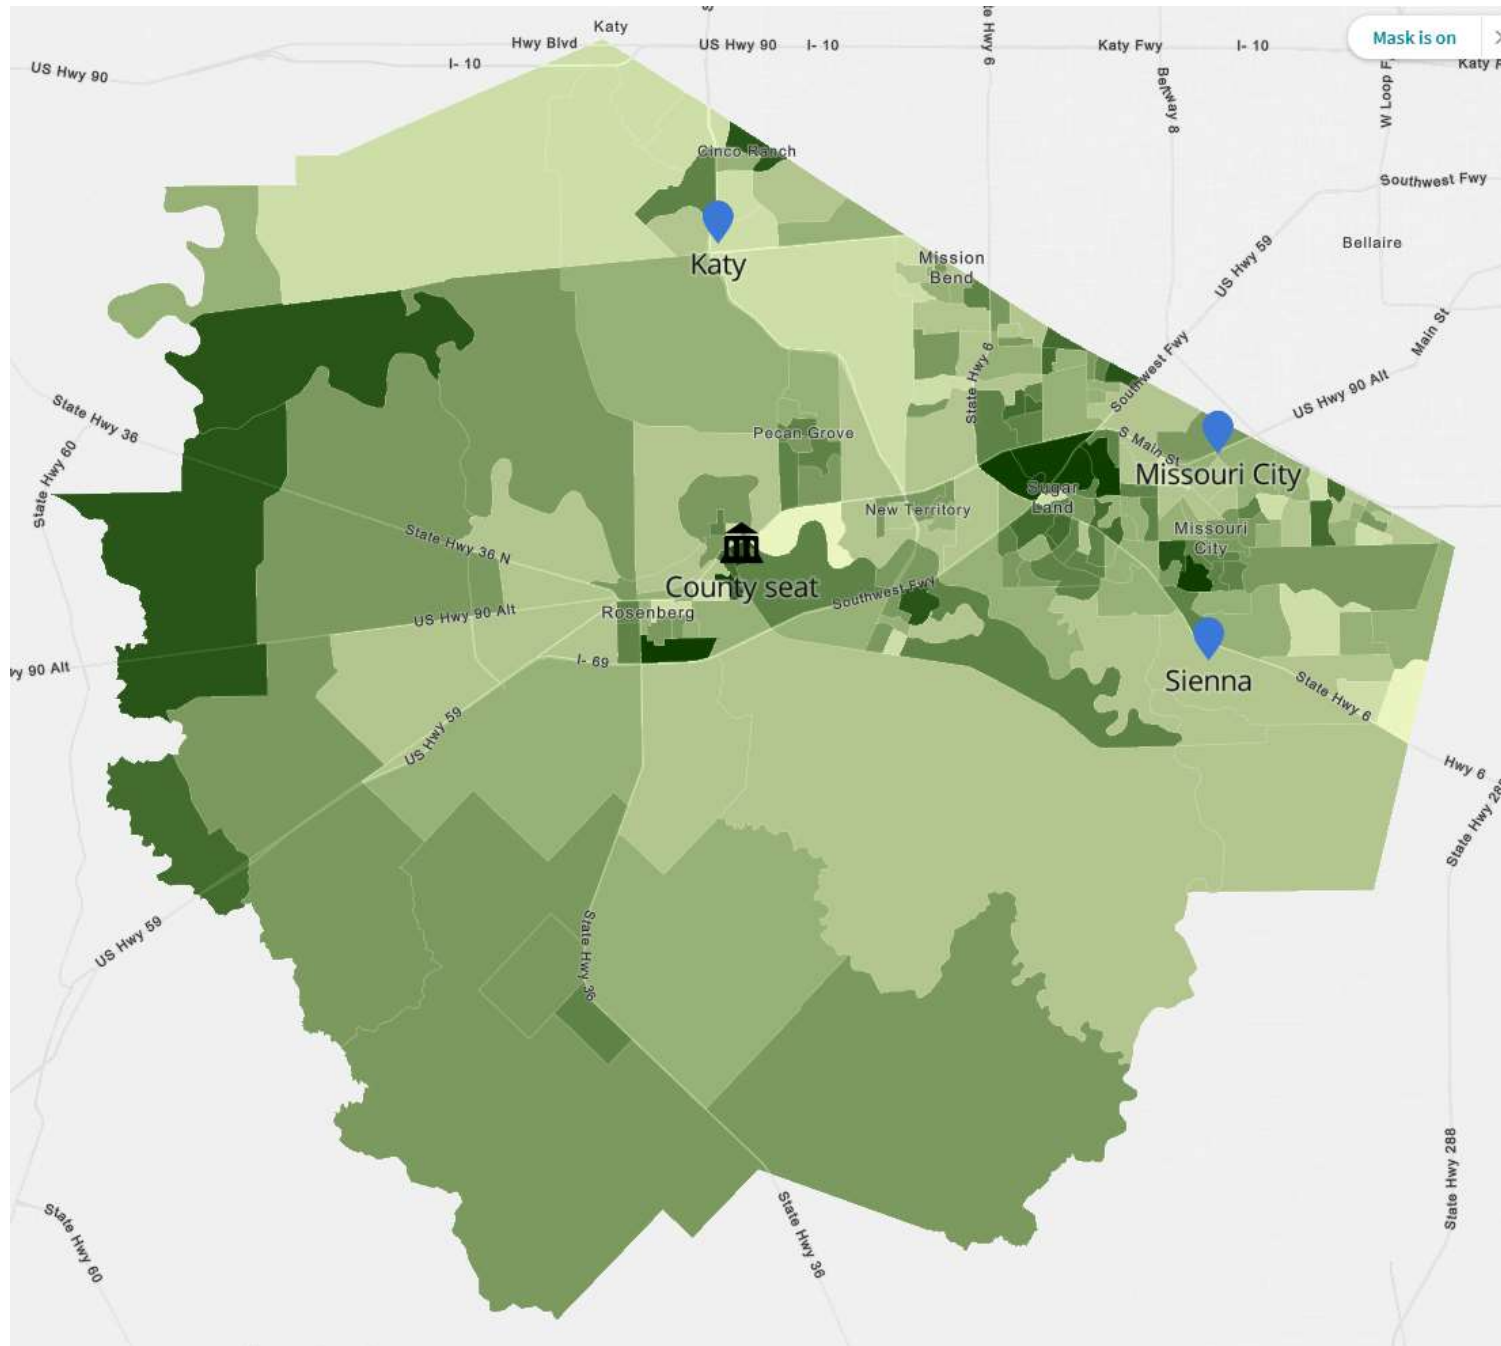 Katy
Hwy Blvd
US Hwy 90
I- 10
Katy Fwy
I- 10
Mask is on
I- 10
US Hwy 90
Beltway 8
W Loop
Katy
Cinco Ranch
Southwest Fwy
Bellaire
Katy
Mission
Bend
US Hwy 59
Main St
State Hwy 6
Southwest Fwy
US Hwy 90 Alt
State Hwy 36
State Hwy 60
Pecan Grove
S Main St
Missouri City
Sugar
Land
New Territory
Missouri
City
State Hwy 36 N
County seat
Southwest Fwy
US Hwy 90 Alt
Rosenberg
I- 69
90 Alt
Sienna
State Hwy 6
US Hwy 59
Hwy 6
State Hwy 288
US Hwy 59
State Hwy 36
State Hwy 288
State Hwy 60
State Hwy 36